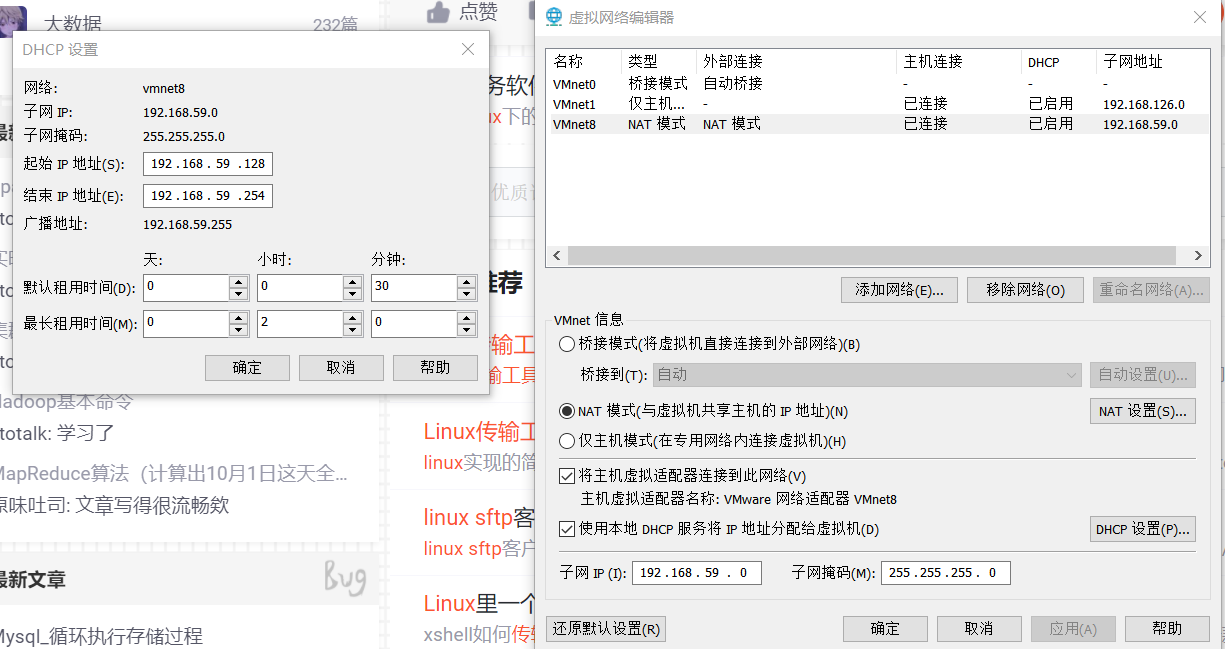 大数据
232篇
点赞
DHCP 设置
网络:
vmnet8
子网 IP:
192.168.59.0
子网掩码:
255.255.255.0
起始 IP 地址(S):
192 . 168 . 59 . 128
结束 IP 地址(E):
192 . 168 . 59 . 254
广播地址:
192.168.59.255
天:
小时:
分钟:
默认租用时间(D):
0
0
30
最长租用时间(M):
0
2
0
确定
取消
帮助
务软
下的
优质
推荐
传输工
输工具
Linux传输工
linux实现的简
linux sftp客
linux sftp客户
Linux里一个
xshell如何传输
adoop基本命令
totalk: 学习了
MapReduce算法（计算出10月1日这天全...
原味吐司: 文章写得很流畅欸
最新文章
Bug
Mysql_循环执行存储过程
虚拟网络编辑器
名称
类型
外部连接
主机连接
DHCP
子网地址
VMnet0
桥接模式
自动桥接
-
-
-
VMnet1
仅主机...
-
已连接
已启用
192.168.126.0
VMnet8
NAT 模式
NAT 模式
已连接
已启用
192.168.59.0
添加网络(E)...
移除网络(O)
重命名网络(A)...
VMnet 信息
桥接模式(将虚拟机直接连接到外部网络)(B)
桥接到(T):
自动
自动设置(U)...
NAT 模式(与虚拟机共享主机的 IP 地址)(N)
NAT 设置(S)...
仅主机模式(在专用网络内连接虚拟机)(H)
将主机虚拟适配器连接到此网络(V)
主机虚拟适配器名称: VMware 网络适配器 VMnet8
使用本地 DHCP 服务将 IP 地址分配给虚拟机(D)
DHCP 设置(P)...
子网 IP (I):
192 . 168 . 59 . 0
子网掩码(M):
255 . 255 . 255 . 0
还原默认设置(R)
确定
取消
应用(A)
帮助